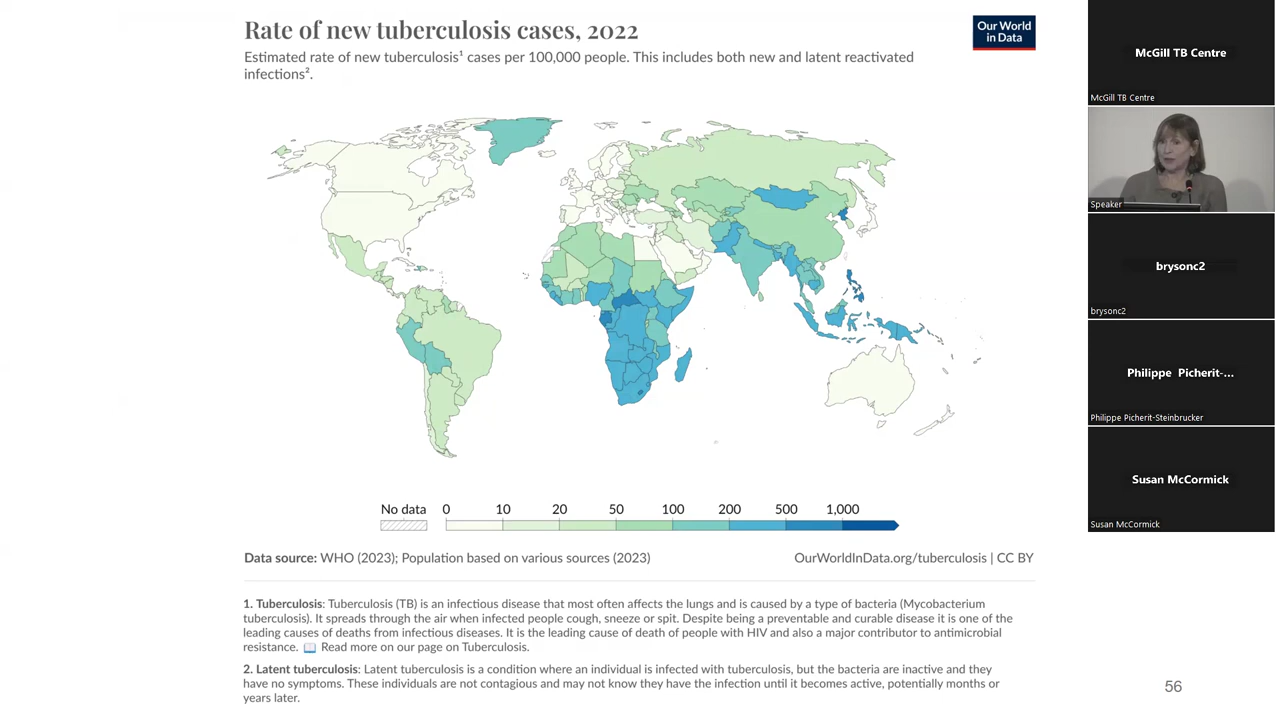 Rate of new tuberculosis cases, 2022
Our World
in Data
Estimated rate of new tuberculosis¹ cases per 100,000 people. This includes both new and latent reactivated
infections².
No data 0 10 20 50 100 200 500 1,000
Data source: WHO (2023); Population based on various sources (2023)
OurWorldInData.org/tuberculosis | CC BY
1. Tuberculosis: Tuberculosis (TB) is an infectious disease that most often affects the lungs and is caused by a type of bacteria (Mycobacterium
tuberculosis). It spreads through the air when infected people cough, sneeze or spit. Despite being a preventable and curable disease it is one of the
leading causes of deaths from infectious diseases. It is the leading cause of death of people with HIV and also a major contributor to antimicrobial
resistance. 📖 Read more on our page on Tuberculosis.
2. Latent tuberculosis: Latent tuberculosis is a condition where an individual is infected with tuberculosis, but the bacteria are inactive and they
have no symptoms. These individuals are not contagious and may not know they have the infection until it becomes active, potentially months or
years later.
56
McGill TB Centre
McGill TB Centre
Speaker
brysonc2
brysonc2
Philippe Picherit-...
Philippe Picherit-Steinbrucker
Susan McCormick
Susan McCormick